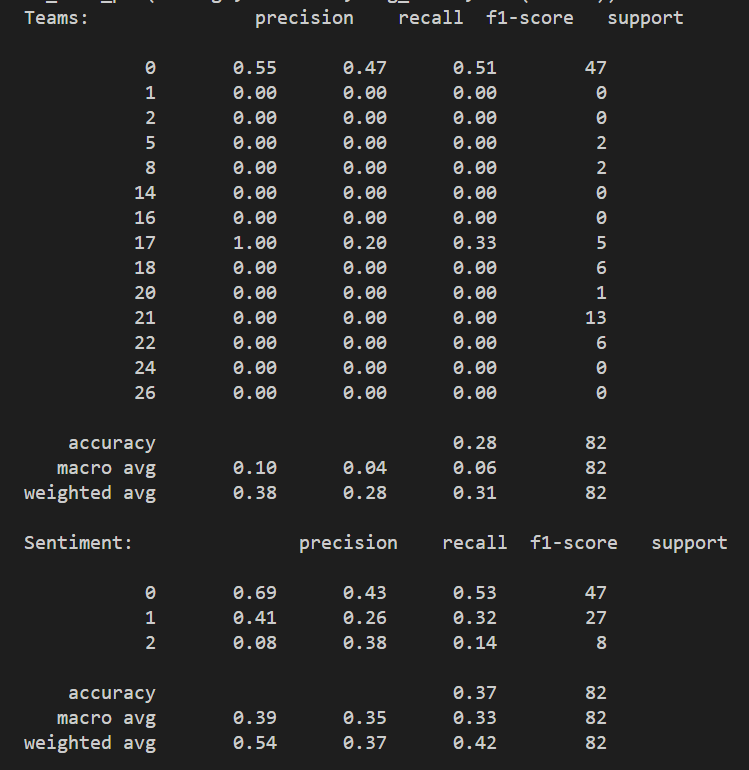 Teams:               precision    recall  f1-score   support

           0       0.55      0.47      0.51        47
           1       0.00      0.00      0.00         0
           2       0.00      0.00      0.00         0
           5       0.00      0.00      0.00         2
           8       0.00      0.00      0.00         2
          14       0.00      0.00      0.00         0
          16       0.00      0.00      0.00         0
          17       1.00      0.20      0.33         5
          18       0.00      0.00      0.00         6
          20       0.00      0.00      0.00         1
          21       0.00      0.00      0.00        13
          22       0.00      0.00      0.00         6
          24       0.00      0.00      0.00         0
          26       0.00      0.00      0.00         0

    accuracy                           0.28        82
   macro avg       0.10      0.04      0.06        82
weighted avg       0.38      0.28      0.31        82

Sentiment:               precision    recall  f1-score   support

           0       0.69      0.43      0.53        47
           1       0.41      0.26      0.32        27
           2       0.08      0.38      0.14         8

    accuracy                           0.37        82
   macro avg       0.39      0.35      0.33        82
weighted avg       0.54      0.37      0.42        82